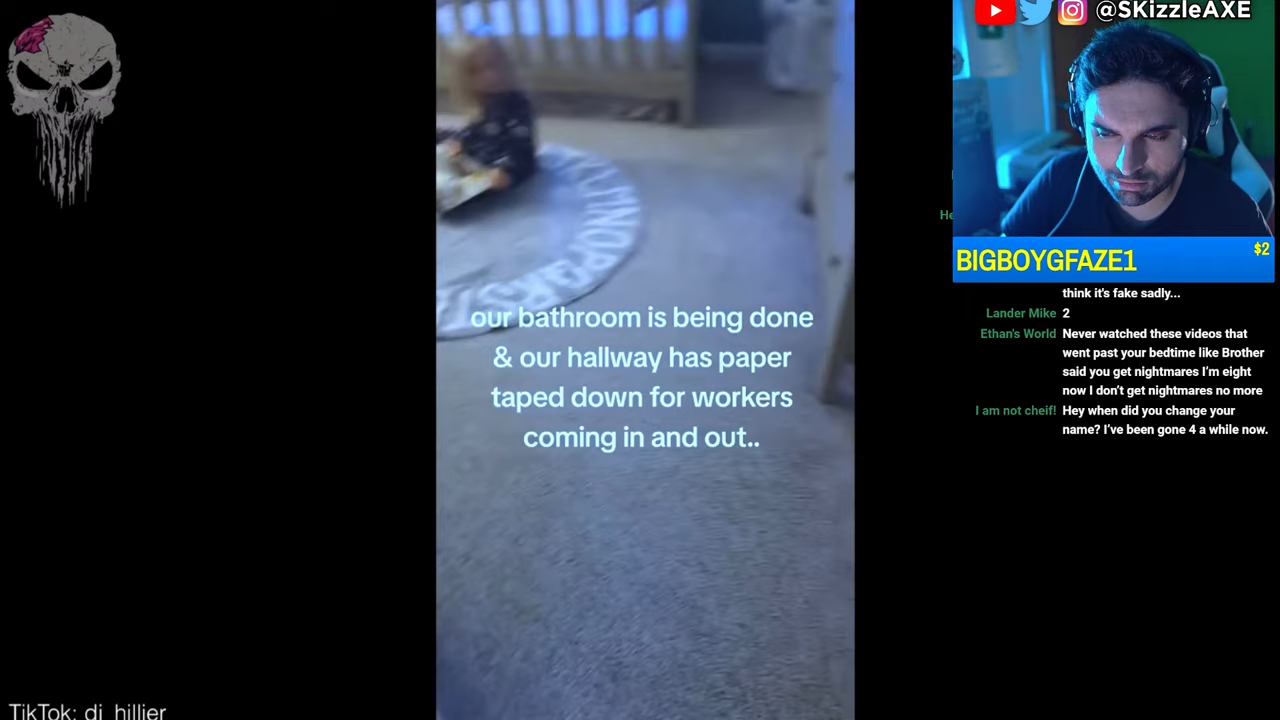 @SKizzleAXE
He
BIGBOYGFAZE1
$2
think it's fake sadly...
Lander Mike 2
Ethan's World Never watched these videos that
went past your bedtime like Brother
said you get nightmares I'm eight
now I don't get nightmares no more
I am not cheif! Hey when did you change your
name? I've been gone 4 a while now.
our bathroom is being done
& our hallway has paper
taped down for workers
coming in and out..
TikTok: dj_hillier